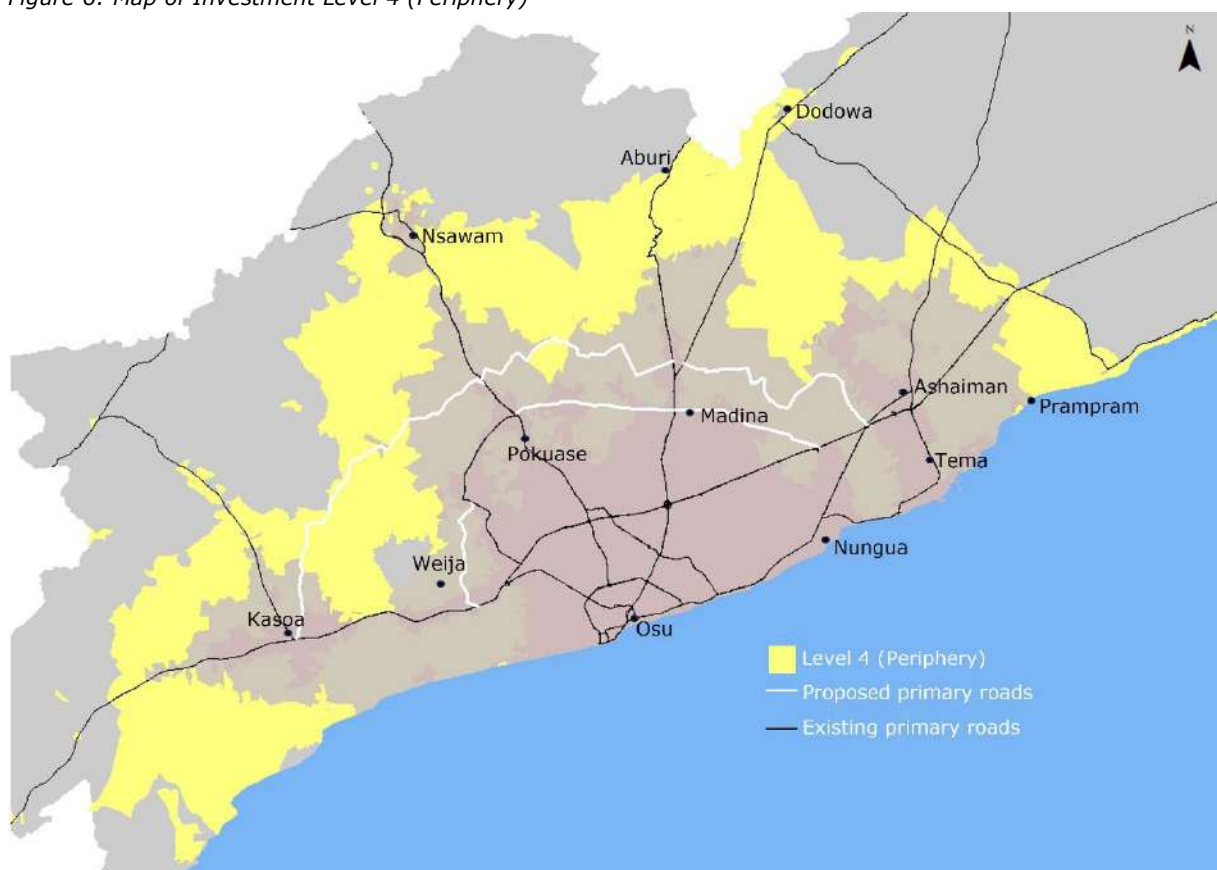 Figure 6: Map of Investment Level 4 (Periphery)
N
Dodowa
Aburi
Nsawam
Ashaiman
Prampram
Madina
Pokuase
Tema
Nungua
Weija
Kasoa
Osu
Level 4 (Periphery)
Proposed primary roads
Existing primary roads